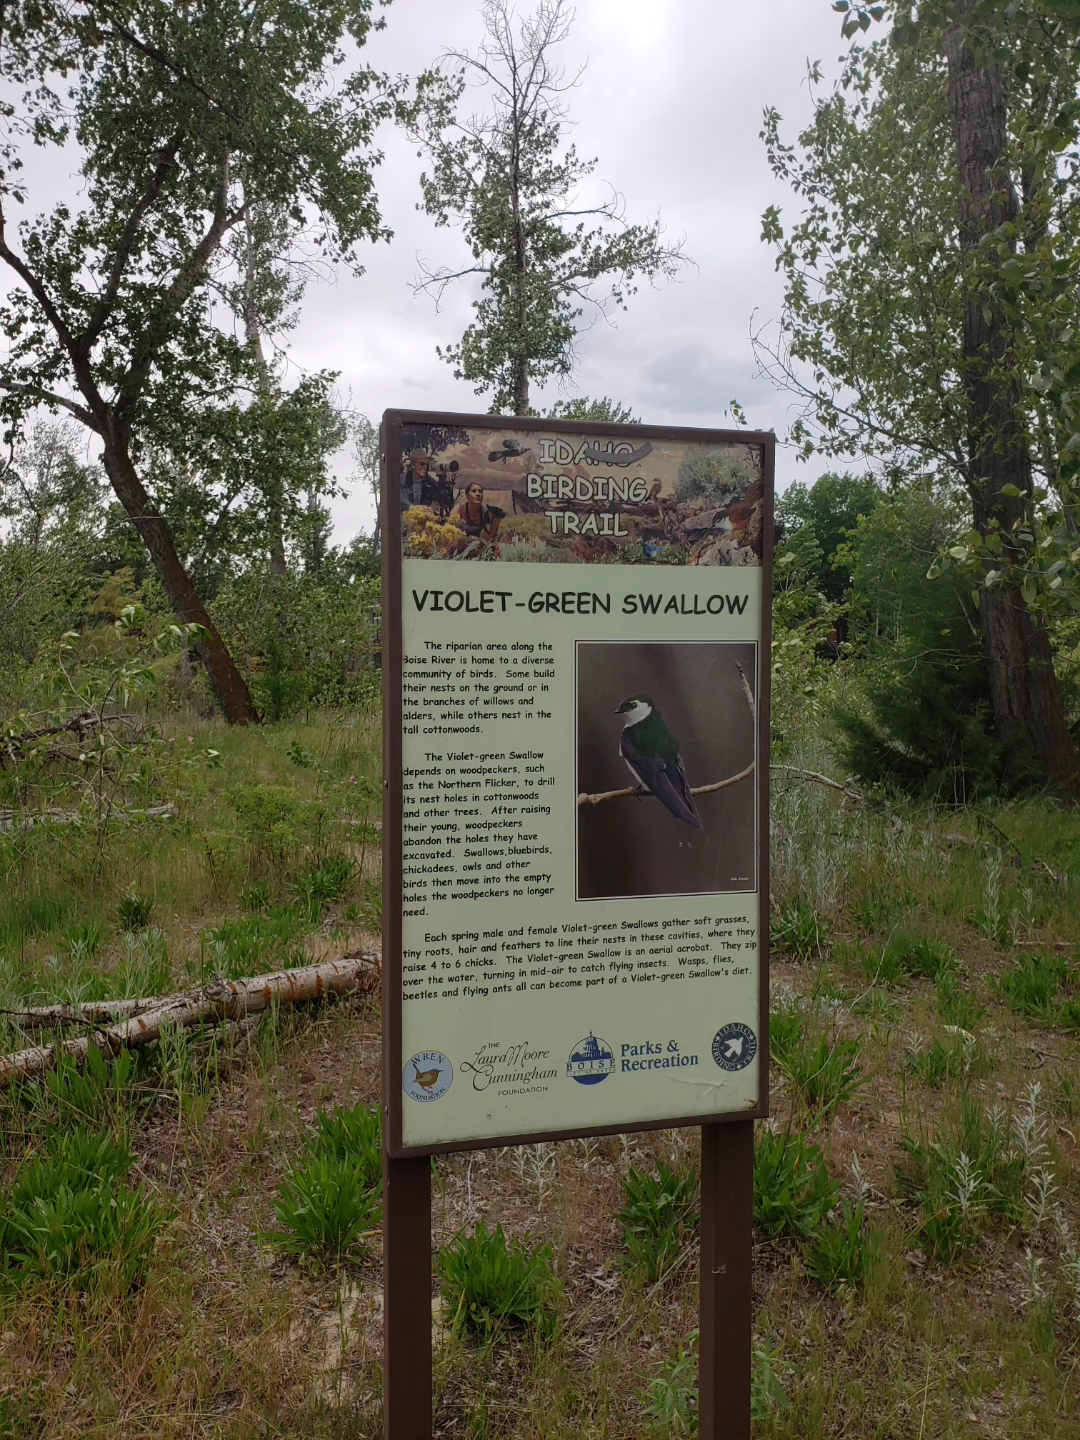 IDAHO
BIRDING
TRAIL
VIOLET-GREEN SWALLOW
The riparian area along the
Boise River is home to a diverse
community of birds. Some build
their nests on the ground or in
the branches of willows and
alders, while others nest in the
tall cottonwoods.
The Violet-green Swallow
depends on woodpeckers, such
as the Northern Flicker, to drill
its nest holes in cottonwoods
and other trees. After raising
their young, woodpeckers
abandon the holes they have
excavated. Swallows,bluebirds,
chickadees, owls and other
birds then move into the empty
holes the woodpeckers no longer
need.
Each spring male and female Violet-green Swallows gather soft grasses,
tiny roots, hair and feathers to line their nests in these cavities, where they
raise 4 to 6 chicks. The Violet-green Swallow is an aerial acrobat. They zip
over the water, turning in mid-air to catch flying insects. Wasps, flies,
beetles and flying ants all can become part of a Violet-green Swallow's diet.
WREN
FOUNDATION
THE
Laura Moore
Cunningham
FOUNDATION
BOISE
Parks &
Recreation
IDAHO
BIRDING TRAIL